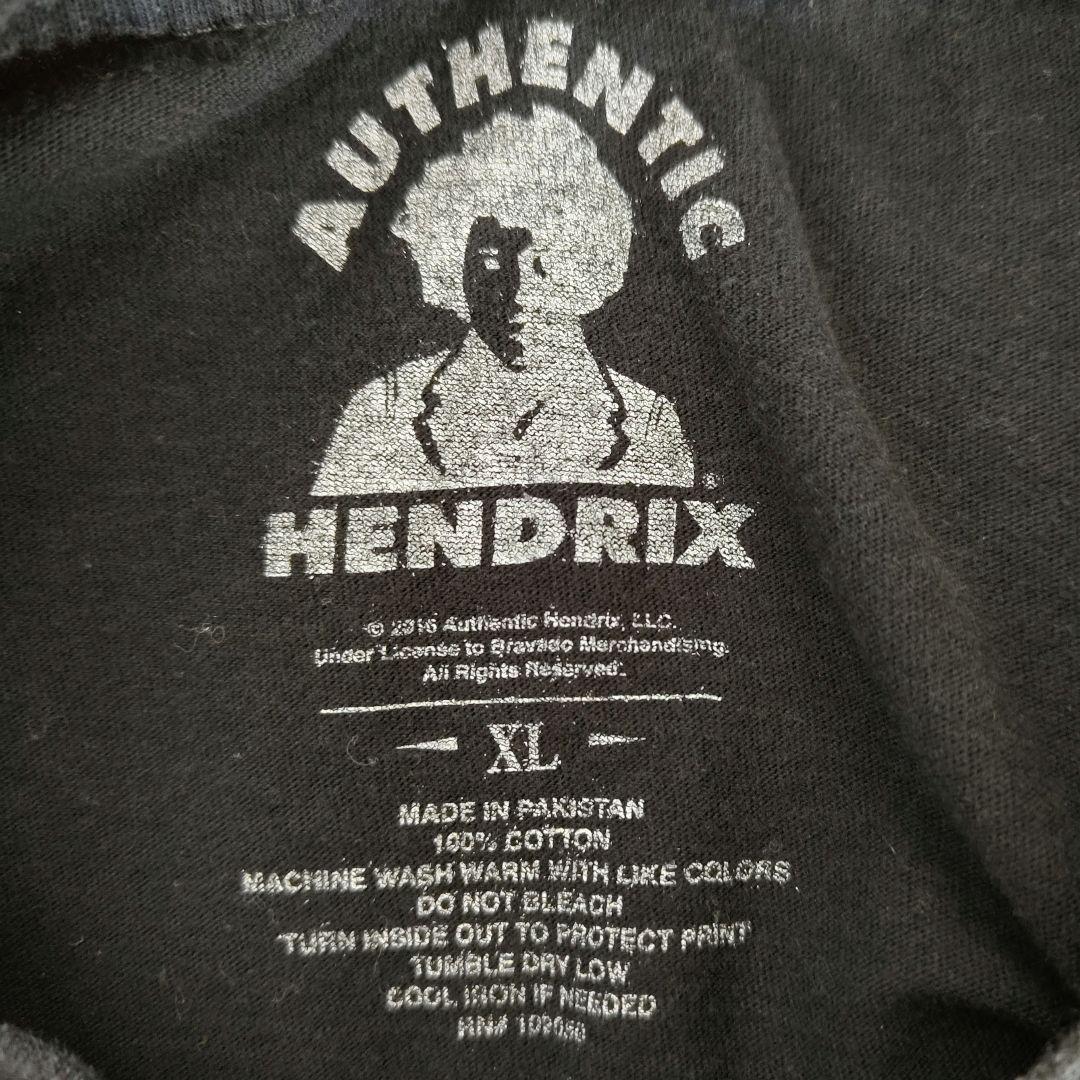 AUTHENTIC
®
HENDRIX
© 2016 Authentic Hendrix, LLC.
Under License to Bravado Merchandising.
All Rights Reserved.
XL
MADE IN PAKISTAN
100% COTTON
MACHINE WASH WARM WITH LIKE COLORS
DO NOT BLEACH
TURN INSIDE OUT TO PROTECT PRINT
TUMBLE DRY LOW
COOL IRON IF NEEDED
RN#